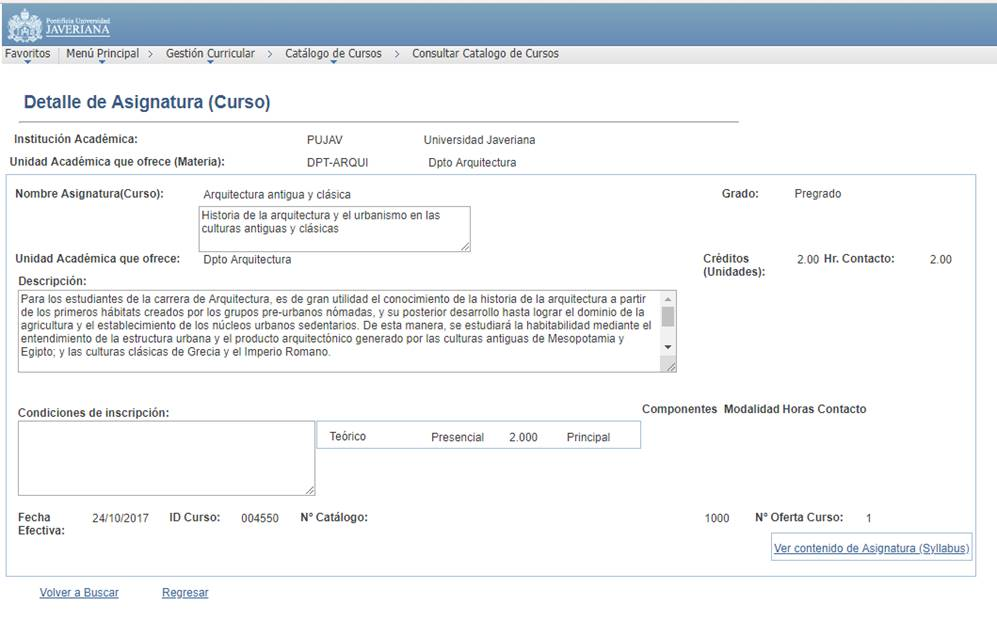 Pontificia Universidad
JAVERIANA
Favoritos Menú Principal > Gestión Curricular > Catálogo de Cursos > Consultar Catalogo de Cursos
Detalle de Asignatura (Curso)
Institución Académica: PUJAV Universidad Javeriana
Unidad Académica que ofrece (Materia): DPT-ARQUI Dpto Arquitectura
Nombre Asignatura(Curso): Arquitectura antigua y clásica Grado: Pregrado
Historia de la arquitectura y el urbanismo en las
culturas antiguas y clásicas
Unidad Académica que ofrece: Dpto Arquitectura Créditos 2.00 Hr. Contacto: 2.00
(Unidades):
Descripción:
Para los estudiantes de la carrera de Arquitectura, es de gran utilidad el conocimiento de la historia de la arquitectura a partir
de los primeros hábitats creados por los grupos pre-urbanos nómadas, y su posterior desarrollo hasta lograr el dominio de la
agricultura y el establecimiento de los núcleos urbanos sedentarios. De esta manera, se estudiará la habitabilidad mediante el
entendimiento de la estructura urbana y el producto arquitectónico generado por las culturas antiguas de Mesopotamia y
Egipto; y las culturas clásicas de Grecia y el Imperio Romano.
Condiciones de inscripción: Componentes Modalidad Horas Contacto
Teórico Presencial 2.000 Principal
Fecha 24/10/2017 ID Curso: 004550 Nº Catálogo: 1000 Nº Oferta Curso: 1
Efectiva:
Ver contenido de Asignatura (Syllabus)
Volver a Buscar Regresar